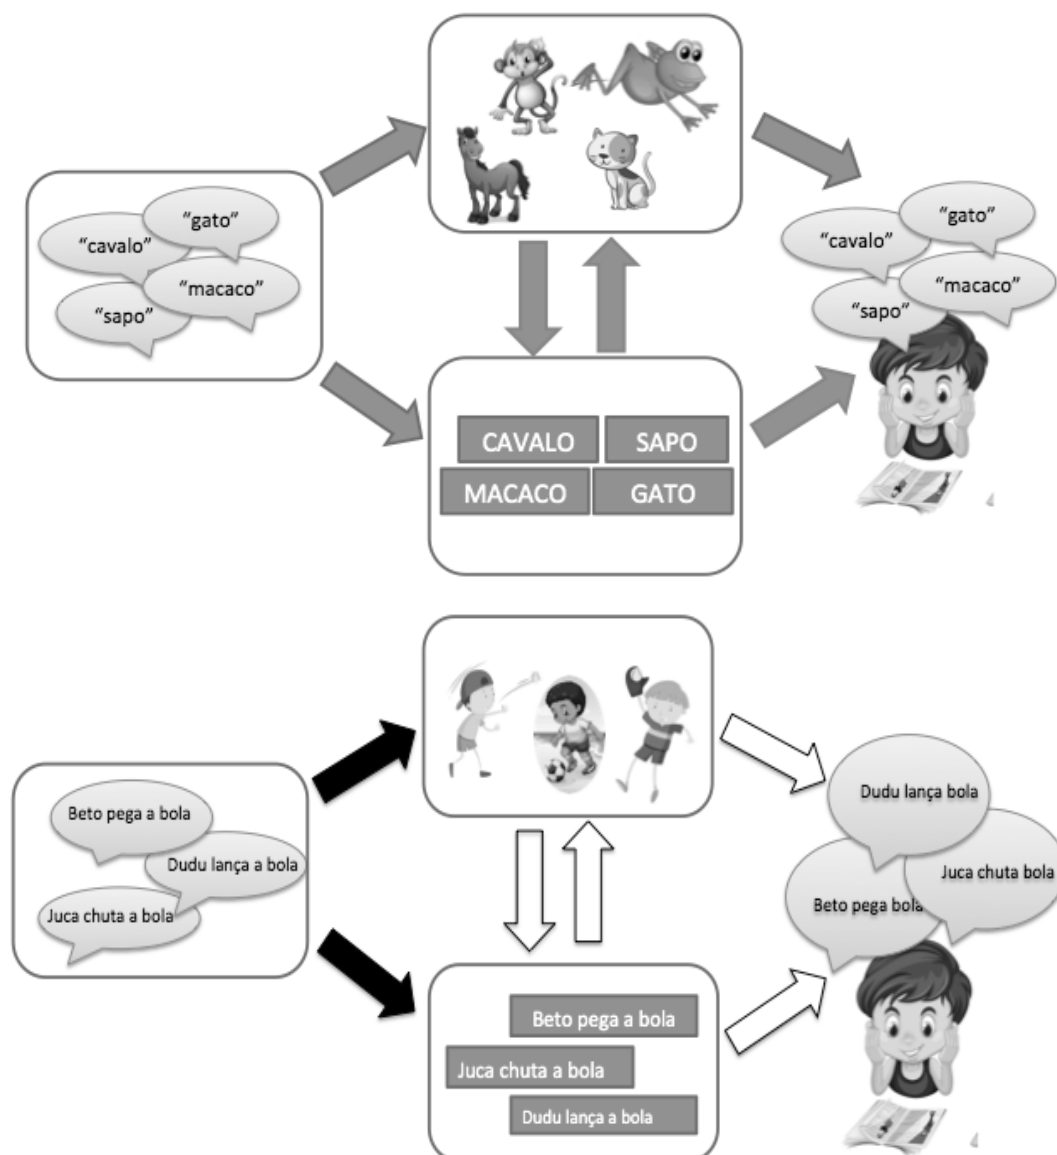 “gato”
“cavalo”
“macaco”
“sapo”
CAVALO
SAPO
MACACO
GATO
“gato”
“cavalo”
“macaco”
“sapo”
Beto pega a bola
Dudu lança a bola
Juca chuta a bola
Beto pega a bola
Juca chuta a bola
Dudu lança a bola
Dudu lança bola
Juca chuta bola
Beto pega bola